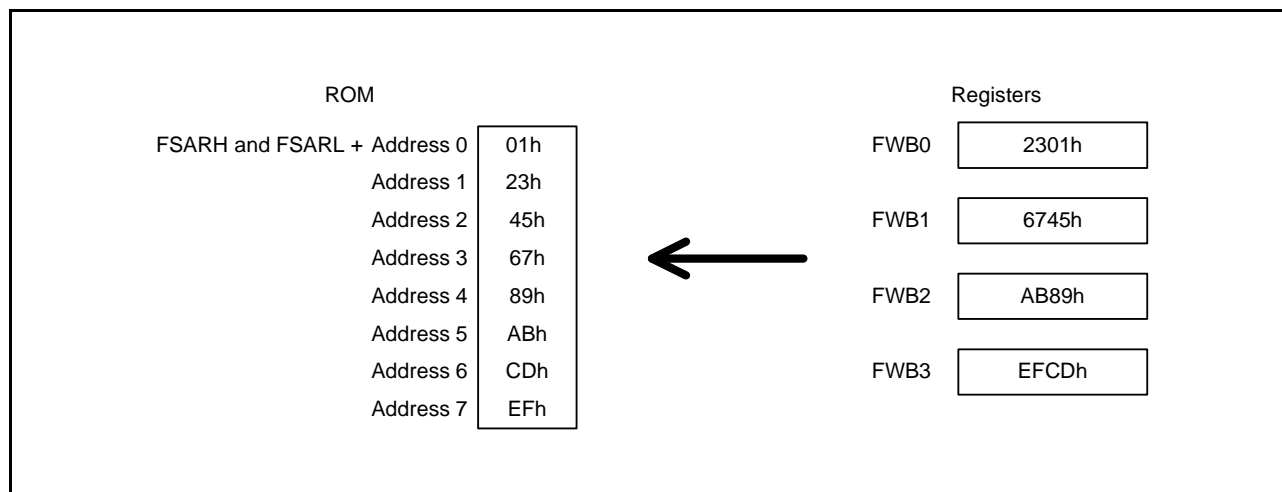 ROM
Registers
FSARH and FSARL + Address 0 01h
FWB0 2301h
Address 1 23h
Address 2 45h
FWB1 6745h
Address 3 67h
Address 4 89h
FWB2 AB89h
Address 5 ABh
Address 6 CDh
FWB3 EFCDh
Address 7 EFh